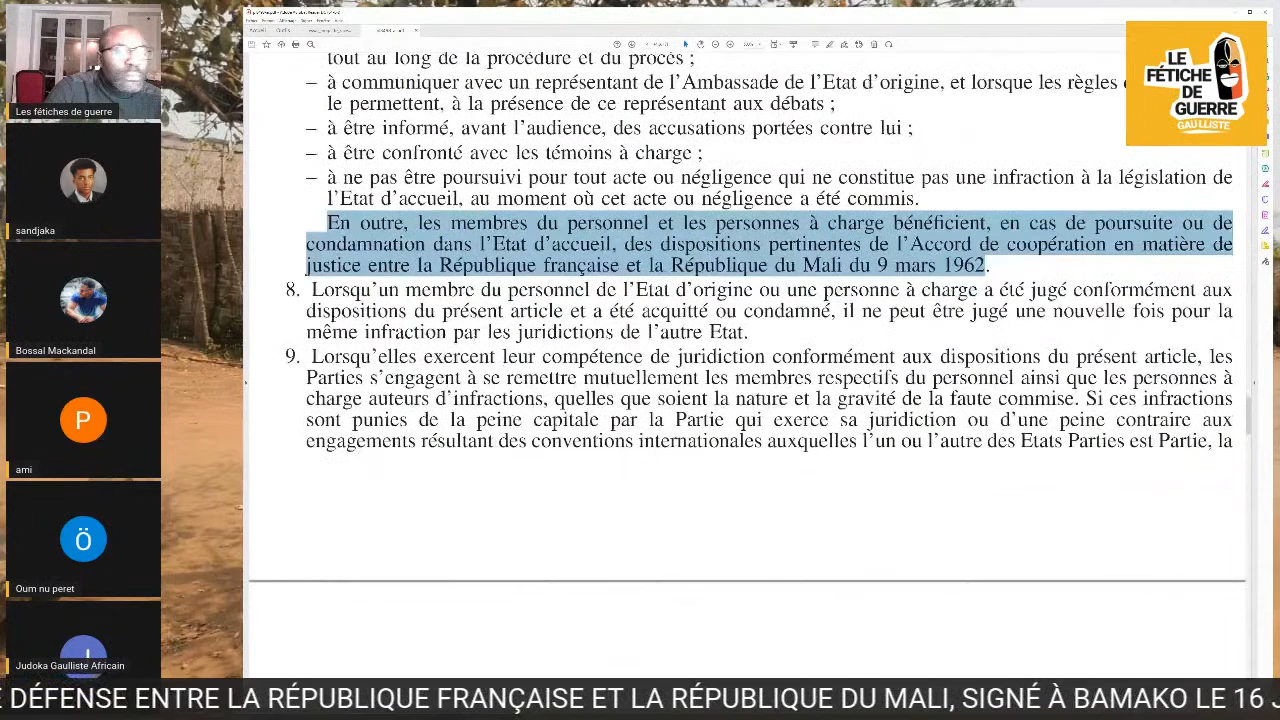 Les fétiches de guerre
sandjaka
Bossal Mackandal
P
ami
Ö
Oum nu peret
Judoka Gaulliste Africain
LE
FÉTICHE
DE
GUERRE
GAULLISTE
tout au long de la procédure et du procès ;
– à communiquer avec un représentant de l’Ambassade de l’Etat d’origine, et lorsque les règles
le permettent, à la présence de ce représentant aux débats ;
– à être informé, avant l’audience, des accusations portées contre lui ;
– à être confronté avec les témoins à charge ;
– à ne pas être poursuivi pour tout acte ou négligence qui ne constitue pas une infraction à la législation de
l’Etat d’accueil, au moment où cet acte ou négligence a été commis.
En outre, les membres du personnel et les personnes à charge bénéficient, en cas de poursuite ou de
condamnation dans l’Etat d’accueil, des dispositions pertinentes de l’Accord de coopération en matière de
justice entre la République française et la République du Mali du 9 mars 1962.
8. Lorsqu’un membre du personnel de l’Etat d’origine ou une personne à charge a été jugé conformément aux
dispositions du présent article et a été acquitté ou condamné, il ne peut être jugé une nouvelle fois pour la
même infraction par les juridictions de l’autre Etat.
9. Lorsqu’elles exercent leur compétence de juridiction conformément aux dispositions du présent article, les
Parties s’engagent à se remettre mutuellement les membres respectifs du personnel ainsi que les personnes à
charge auteurs d’infractions, quelles que soient la nature et la gravité de la faute commise. Si ces infractions
sont punies de la peine capitale par la Partie qui exerce sa juridiction ou d’une peine contraire aux
engagements résultant des conventions internationales auxquelles l’un ou l’autre des Etats Parties est Partie, la
DÉFENSE ENTRE LA RÉPUBLIQUE FRANÇAISE ET LA RÉPUBLIQUE DU MALI, SIGNÉ À BAMAKO LE 16